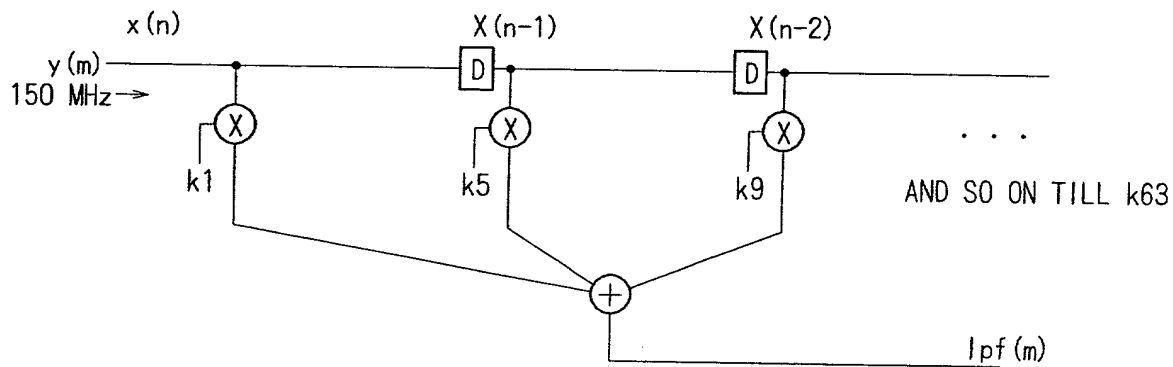 x(n)
X(n-1)
X(n-2)
y(m)
150 MHz→
D
D
X
X
X
k1
k5
k9
. . .
AND SO ON TILL k63
+
lpf(m)